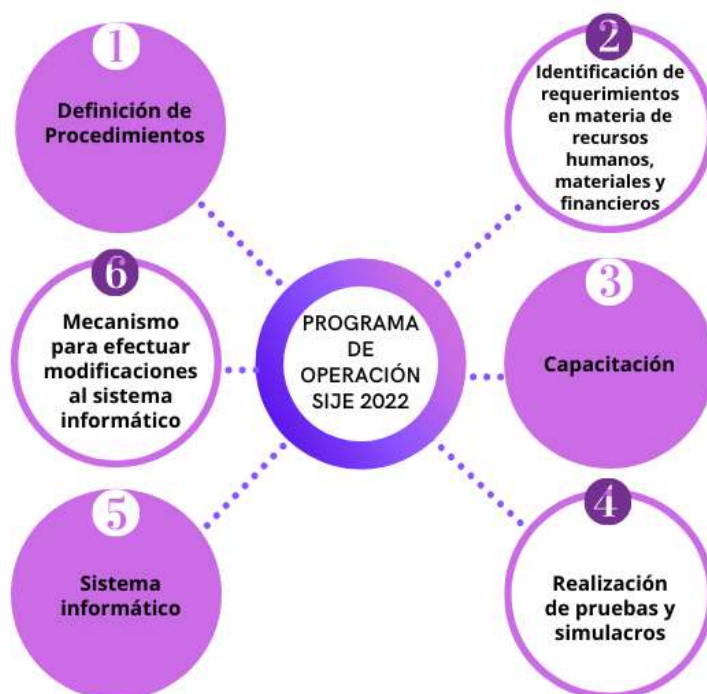 1
Definición de
Procedimientos
2
Identificación de
requerimientos
en materia de
recursos
humanos,
materiales y
financieros
3
Capacitación
4
Realización
de pruebas y
simulacros
5
Sistema
informático
6
Mecanismo
para efectuar
modificaciones
al sistema
informático
PROGRAMA
DE
OPERACIÓN
SIJE 2022